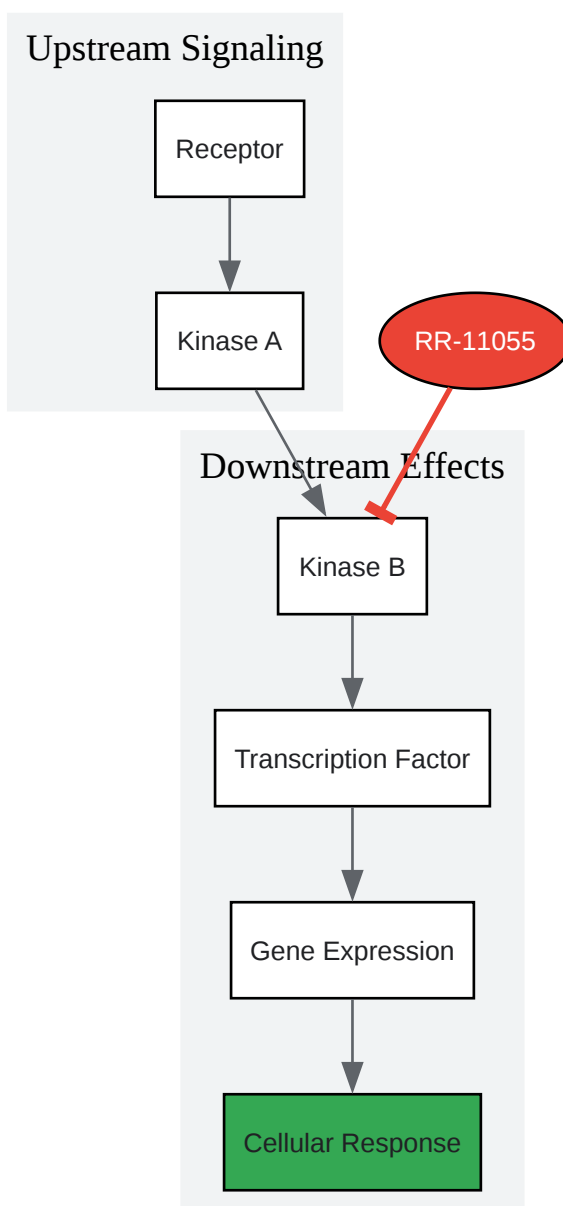 Upstream Signaling
Receptor
Kinase A
RR-11055
Downstream Effects
Kinase B
Transcription Factor
Gene Expression
Cellular Response